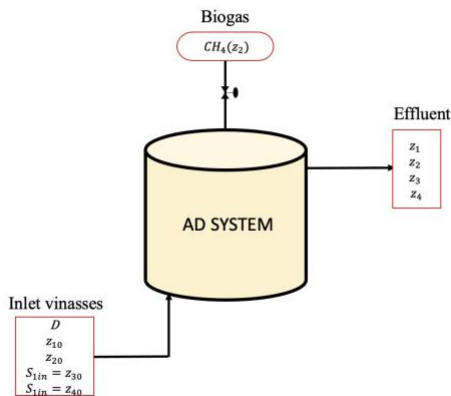 Biogas
CH₄(z₂)
Effluent
z₁
z₂
z₃
z₄
AD SYSTEM
Inlet vinasses
D
z₁₀
z₂₀
S₁ᵢₙ = z₃₀
S₁ᵢₙ = z₄₀